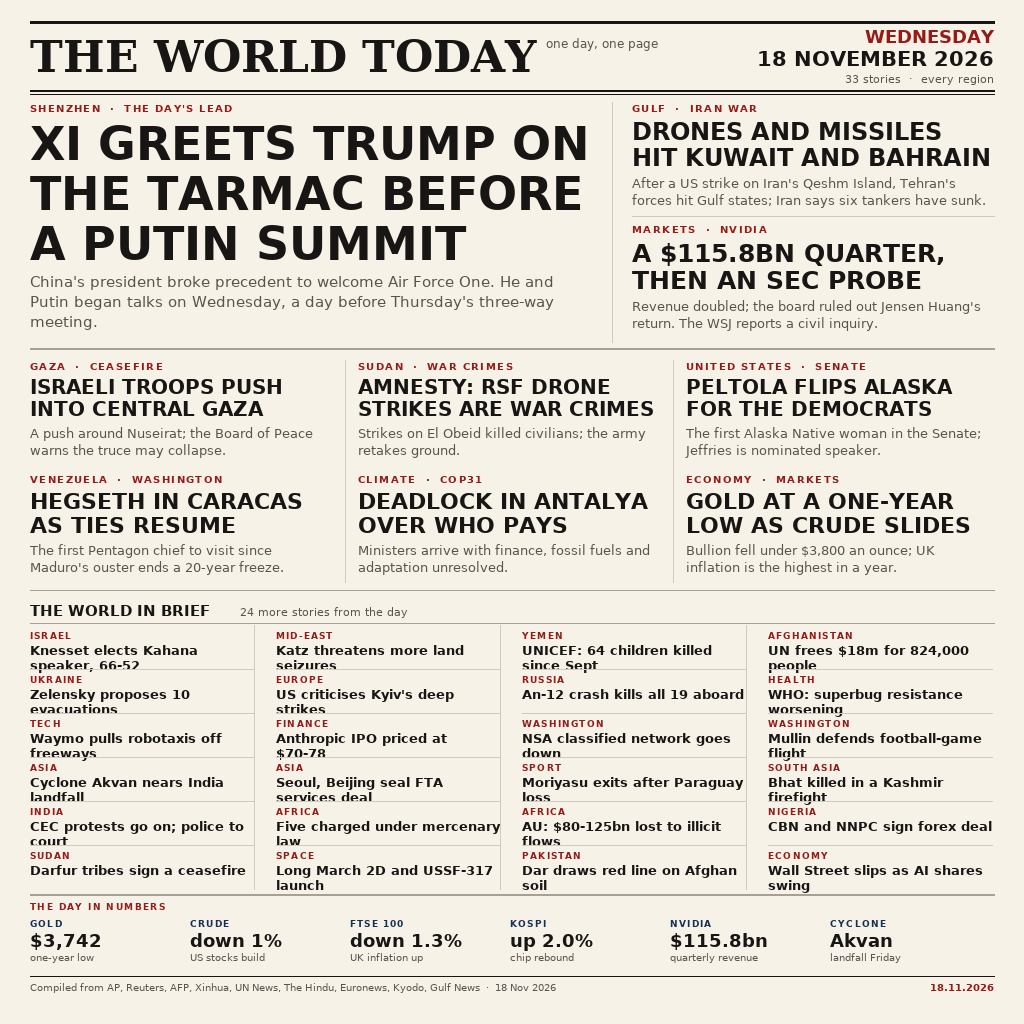 THE WORLD TODAY
one day, one page
WEDNESDAY
18 NOVEMBER 2026
33 stories · every region
SHENZHEN · THE DAY'S LEAD
XI GREETS TRUMP ON
THE TARMAC BEFORE
A PUTIN SUMMIT
China's president broke precedent to welcome Air Force One. He and
Putin began talks on Wednesday, a day before Thursday's three-way
meeting.
GULF · IRAN WAR
DRONES AND MISSILES
HIT KUWAIT AND BAHRAIN
After a US strike on Iran's Qeshm Island, Tehran's
forces hit Gulf states; Iran says six tankers have sunk.
MARKETS · NVIDIA
A $115.8BN QUARTER,
THEN AN SEC PROBE
Revenue doubled; the board ruled out Jensen Huang's
return. The WSJ reports a civil inquiry.
GAZA · CEASEFIRE
ISRAELI TROOPS PUSH
INTO CENTRAL GAZA
A push around Nuseirat; the Board of Peace
warns the truce may collapse.
SUDAN · WAR CRIMES
AMNESTY: RSF DRONE
STRIKES ARE WAR CRIMES
Strikes on El Obeid killed civilians; the army
retakes ground.
UNITED STATES · SENATE
PELTOLA FLIPS ALASKA
FOR THE DEMOCRATS
The first Alaska Native woman in the Senate;
Jeffries is nominated speaker.
VENEZUELA · WASHINGTON
HEGSETH IN CARACAS
AS TIES RESUME
The first Pentagon chief to visit since
Maduro's ouster ends a 20-year freeze.
CLIMATE · COP31
DEADLOCK IN ANTALYA
OVER WHO PAYS
Ministers arrive with finance, fossil fuels and
adaptation unresolved.
ECONOMY · MARKETS
GOLD AT A ONE-YEAR
LOW AS CRUDE SLIDES
Bullion fell under $3,800 an ounce; UK
inflation is the highest in a year.
THE WORLD IN BRIEF
24 more stories from the day
ISRAEL
Knesset elects Kahana
speaker, 66-52
MID-EAST
Katz threatens more land
seizures
YEMEN
UNICEF: 64 children killed
since Sept
AFGHANISTAN
UN frees $18m for 824,000
people
UKRAINE
Zelensky proposes 10
evacuations
EUROPE
US criticises Kyiv's deep
strikes
RUSSIA
An-12 crash kills all 19 aboard
HEALTH
WHO: superbug resistance
worsening
TECH
Waymo pulls robotaxis off
freeways
FINANCE
Anthropic IPO priced at
$70-78
WASHINGTON
NSA classified network goes
down
WASHINGTON
Mullin defends football-game
flight
ASIA
Cyclone Akvan nears India
landfall
ASIA
Seoul, Beijing seal FTA
services deal
SPORT
Moriyasu exits after Paraguay
loss
SOUTH ASIA
Bhat killed in a Kashmir
firefight
INDIA
CEC protests go on; police to
court
AFRICA
Five charged under mercenary
law
AFRICA
AU: $80-125bn lost to illicit
flows
NIGERIA
CBN and NNPC sign forex deal
SUDAN
Darfur tribes sign a ceasefire
SPACE
Long March 2D and USSF-317
launch
PAKISTAN
Dar draws red line on Afghan
soil
ECONOMY
Wall Street slips as AI shares
swing
THE DAY IN NUMBERS
GOLD
$3,742
one-year low
CRUDE
down 1%
US stocks build
FTSE 100
down 1.3%
UK inflation up
KOSPI
up 2.0%
chip rebound
NVIDIA
$115.8bn
quarterly revenue
CYCLONE
Akvan
landfall Friday
Compiled from AP, Reuters, AFP, Xinhua, UN News, The Hindu, Euronews, Kyodo, Gulf News · 18 Nov 2026
18.11.2026